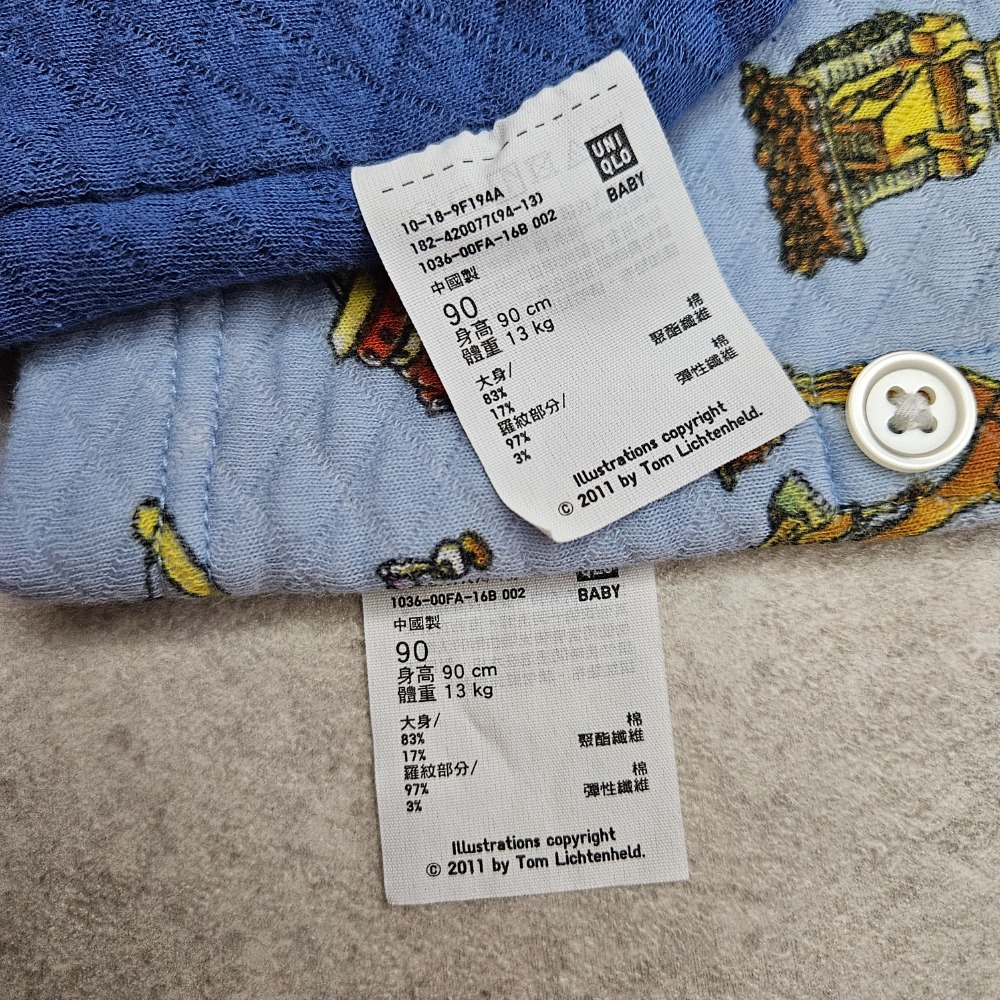 UNI
QLO
BABY
10-18-9F194A
182-420077(94-13)
1036-00FA-16B 002
中國製
90
身高 90 cm
體重 13 kg
大身/ 棉
83% 聚酯纖維
17%
羅紋部分/ 棉
97% 彈性纖維
3%
Illustrations copyright
© 2011 by Tom Lichtenheld.
1036-00FA-16B 002
BABY
中國製
90
身高 90 cm
體重 13 kg
大身/ 棉
83% 聚酯纖維
17%
羅紋部分/ 棉
97% 彈性纖維
3%
Illustrations copyright
© 2011 by Tom Lichtenheld.